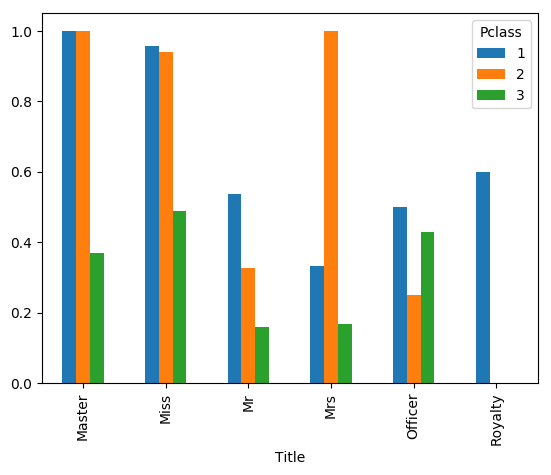 Pclass
1
2
3
1.0
0.8
0.6
0.4
0.2
0.0
Master
Miss
Mr
Mrs
Officer
Royalty
Title